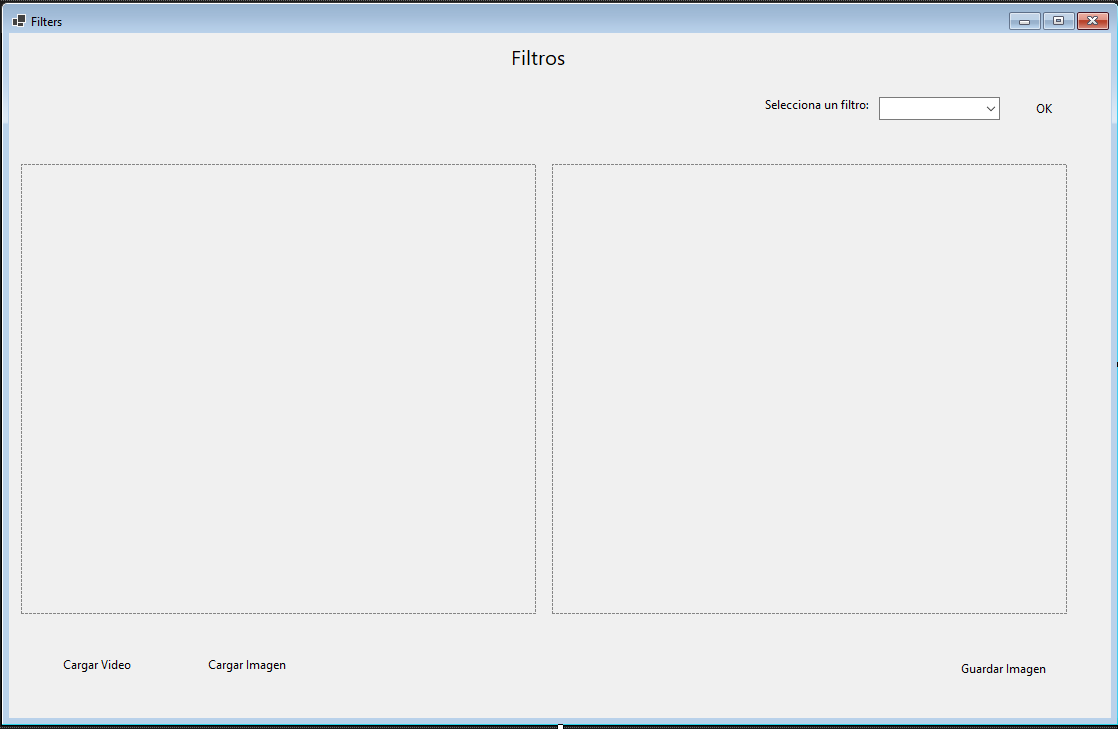 Filters
Filtros
Selecciona un filtro:
OK
Cargar Video
Cargar Imagen
Guardar Imagen